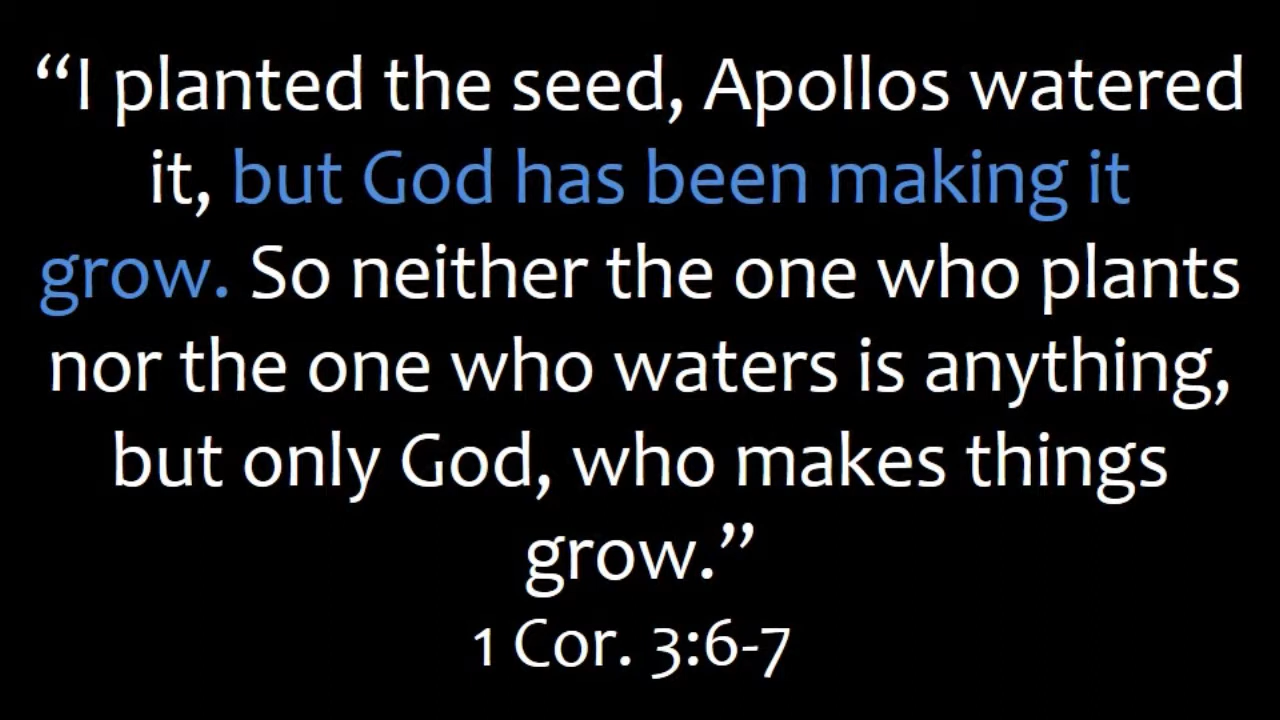 “I planted the seed, Apollos watered
it, but God has been making it
grow. So neither the one who plants
nor the one who waters is anything,
but only God, who makes things
grow.”
1 Cor. 3:6-7